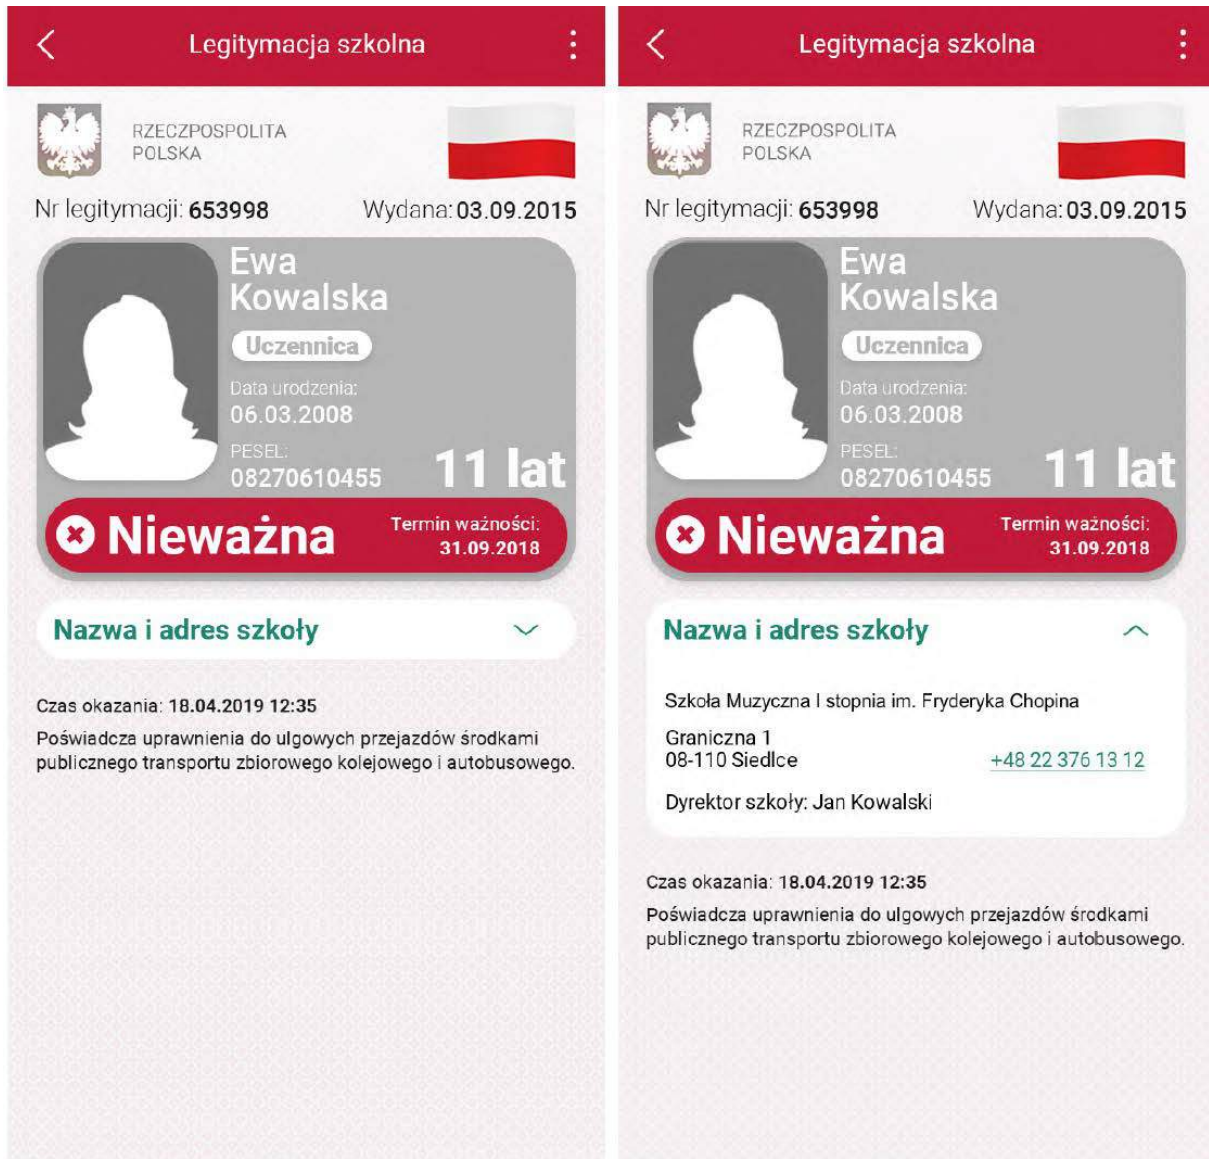 Legitymacja szkolna
RZECZPOSPOLITA
POLSKA
Nr legitymacji: 653998 Wydana: 03.09.2015
Ewa
Kowalska
Uczennica
Data urodzenia:
06.03.2008
PESEL:
08270610455
11 lat
Nieważna
Termin ważności:
31.09.2018
Nazwa i adres szkoły
Czas okazania: 18.04.2019 12:35
Poświadcza uprawnienia do ulgowych przejazdów środkami
publicznego transportu zbiorowego kolejowego i autobusowego.
Legitymacja szkolna
RZECZPOSPOLITA
POLSKA
Nr legitymacji: 653998 Wydana: 03.09.2015
Ewa
Kowalska
Uczennica
Data urodzenia:
06.03.2008
PESEL:
08270610455
11 lat
Nieważna
Termin ważności:
31.09.2018
Nazwa i adres szkoły
Szkoła Muzyczna I stopnia im. Fryderyka Chopina
Graniczna 1
08-110 Siedlce
+48 22 376 13 12
Dyrektor szkoły: Jan Kowalski
Czas okazania: 18.04.2019 12:35
Poświadcza uprawnienia do ulgowych przejazdów środkami
publicznego transportu zbiorowego kolejowego i autobusowego.